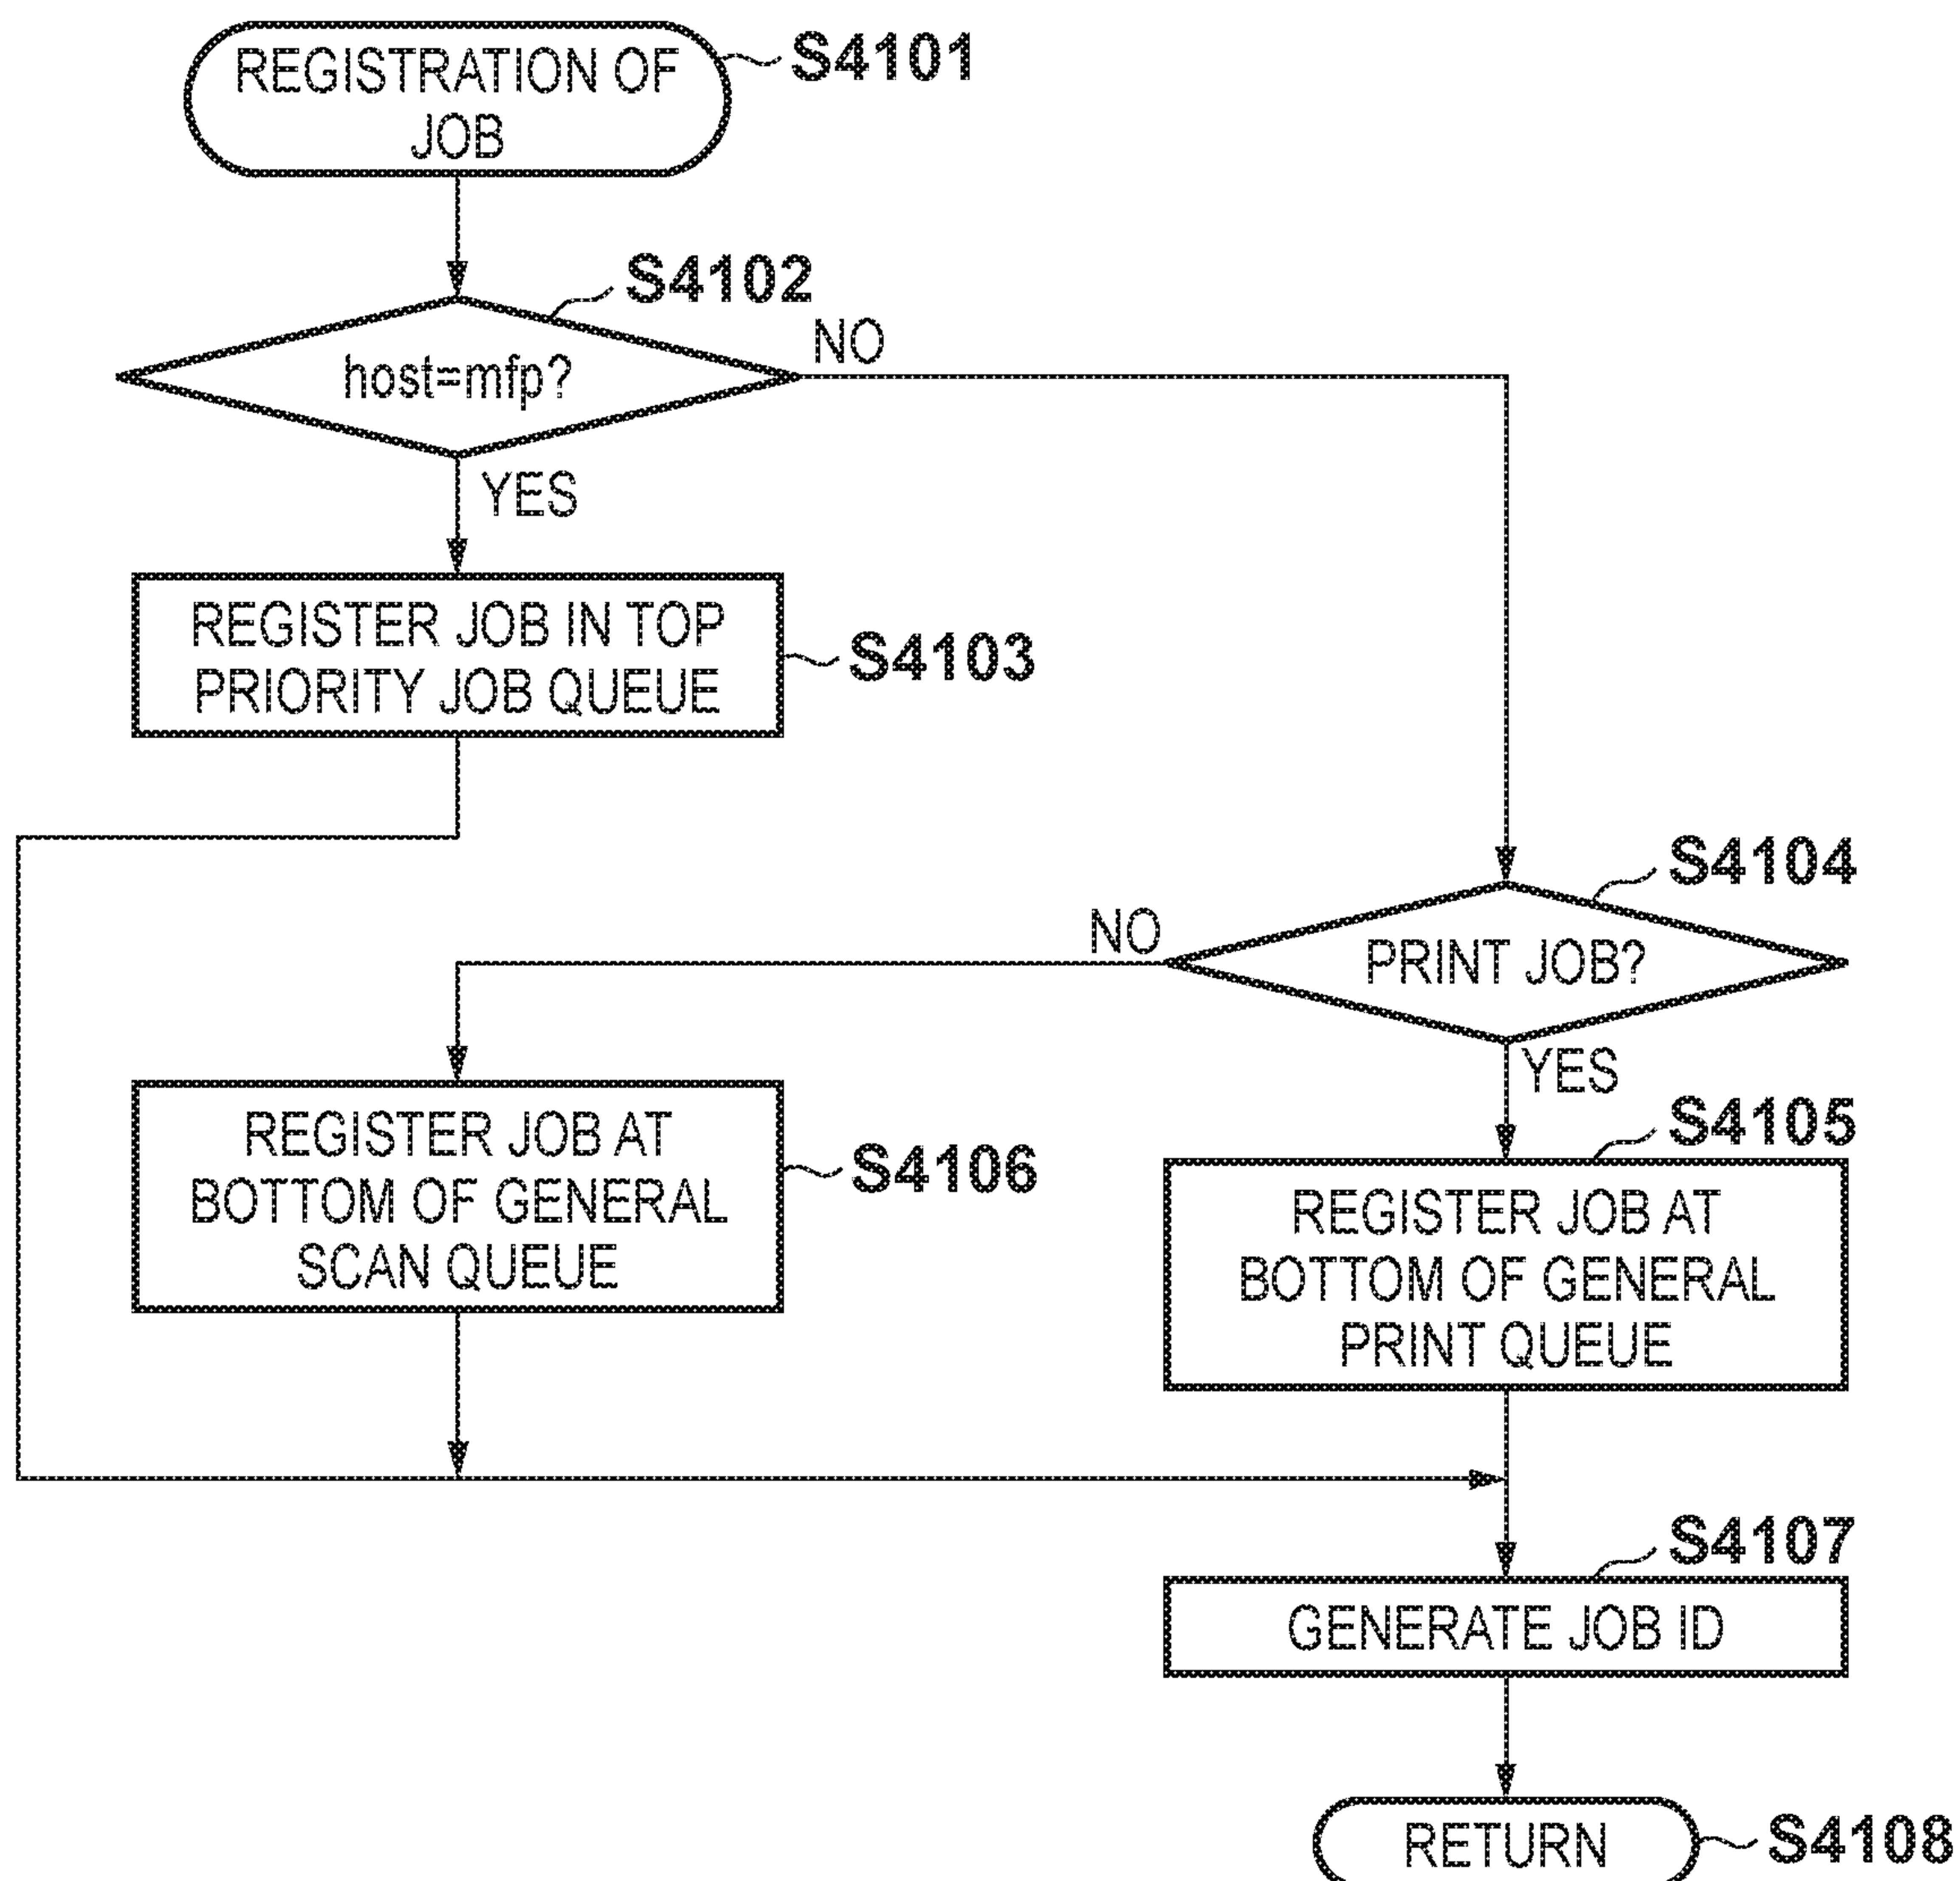 REGISTRATION OF
JOB
S4101
S4102
host=mfp?
NO
YES
REGISTER JOB IN TOP
PRIORITY JOB QUEUE
S4103
S4104
PRINT JOB?
NO
YES
REGISTER JOB AT
BOTTOM OF GENERAL
SCAN QUEUE
S4106
S4105
REGISTER JOB AT
BOTTOM OF GENERAL
PRINT QUEUE
S4107
GENERATE JOB ID
RETURN
S4108